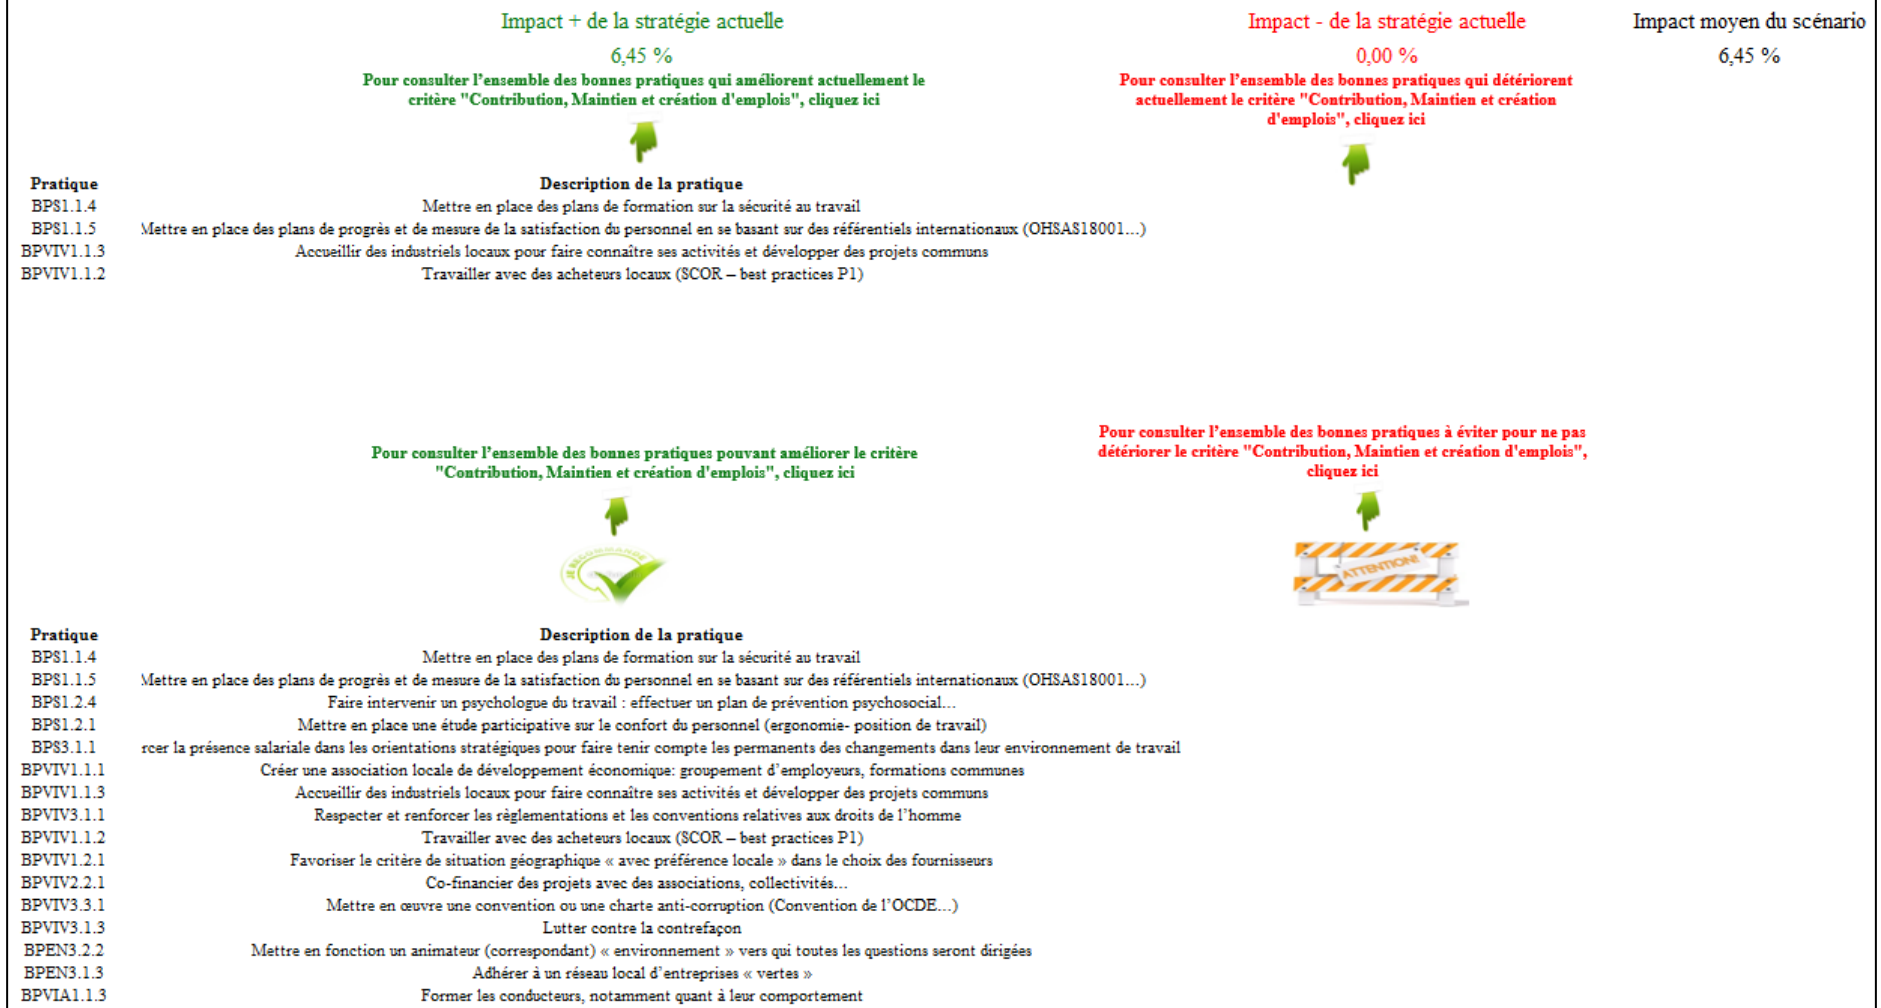 Impact + de la stratégie actuelle
Impact - de la stratégie actuelle
Impact moyen du scénario
6,45 %
0,00 %
6,45 %
Pour consulter l'ensemble des bonnes pratiques qui améliorent actuellement le
critère "Contribution, Maintien et création d'emplois", cliquez ici
Pour consulter l'ensemble des bonnes pratiques qui détériorent
actuellement le critère "Contribution, Maintien et création
d'emplois", cliquez ici
Pratique Description de la pratique
BPS1.1.4 Mettre en place des plans de formation sur la sécurité au travail
BPS1.1.5 Mettre en place des plans de progrès et de mesure de la satisfaction du personnel en se basant sur des référentiels internationaux (OHSAS18001…)
BPVIV1.1.3 Accueillir des industriels locaux pour faire connaître ses activités et développer des projets communs
BPVIV1.1.2 Travailler avec des acheteurs locaux (SCOR – best practices P1)
Pour consulter l'ensemble des bonnes pratiques pouvant améliorer le critère
"Contribution, Maintien et création d'emplois", cliquez ici
Pour consulter l'ensemble des bonnes pratiques à éviter pour ne pas
détériorer le critère "Contribution, Maintien et création d'emplois",
cliquez ici
JE RECOMMANDE
ATTENTION!
Pratique Description de la pratique
BPS1.1.4 Mettre en place des plans de formation sur la sécurité au travail
BPS1.1.5 Mettre en place des plans de progrès et de mesure de la satisfaction du personnel en se basant sur des référentiels internationaux (OHSAS18001…)
BPS1.2.4 Faire intervenir un psychologue du travail : effectuer un plan de prévention psychosocial…
BPS1.2.1 Mettre en place une étude participative sur le confort du personnel (ergonomie- position de travail)
BPS3.1.1 rcer la présence salariale dans les orientations stratégiques pour faire tenir compte les permanents des changements dans leur environnement de travail
BPVIV1.1.1 Créer une association locale de développement économique: groupement d'employeurs, formations communes
BPVIV1.1.3 Accueillir des industriels locaux pour faire connaître ses activités et développer des projets communs
BPVIV3.1.1 Respecter et renforcer les règlementations et les conventions relatives aux droits de l'homme
BPVIV1.1.2 Travailler avec des acheteurs locaux (SCOR – best practices P1)
BPVIV1.2.1 Favoriser le critère de situation géographique « avec préférence locale » dans le choix des fournisseurs
BPVIV2.2.1 Co-financier des projets avec des associations, collectivités…
BPVIV3.3.1 Mettre en œuvre une convention ou une charte anti-corruption (Convention de l'OCDE…)
BPVIV3.1.3 Lutter contre la contrefaçon
BPEN3.2.2 Mettre en fonction un animateur (correspondant) « environnement » vers qui toutes les questions seront dirigées
BPEN3.1.3 Adhérer à un réseau local d'entreprises « vertes »
BPVIA1.1.3 Former les conducteurs, notamment quant à leur comportement